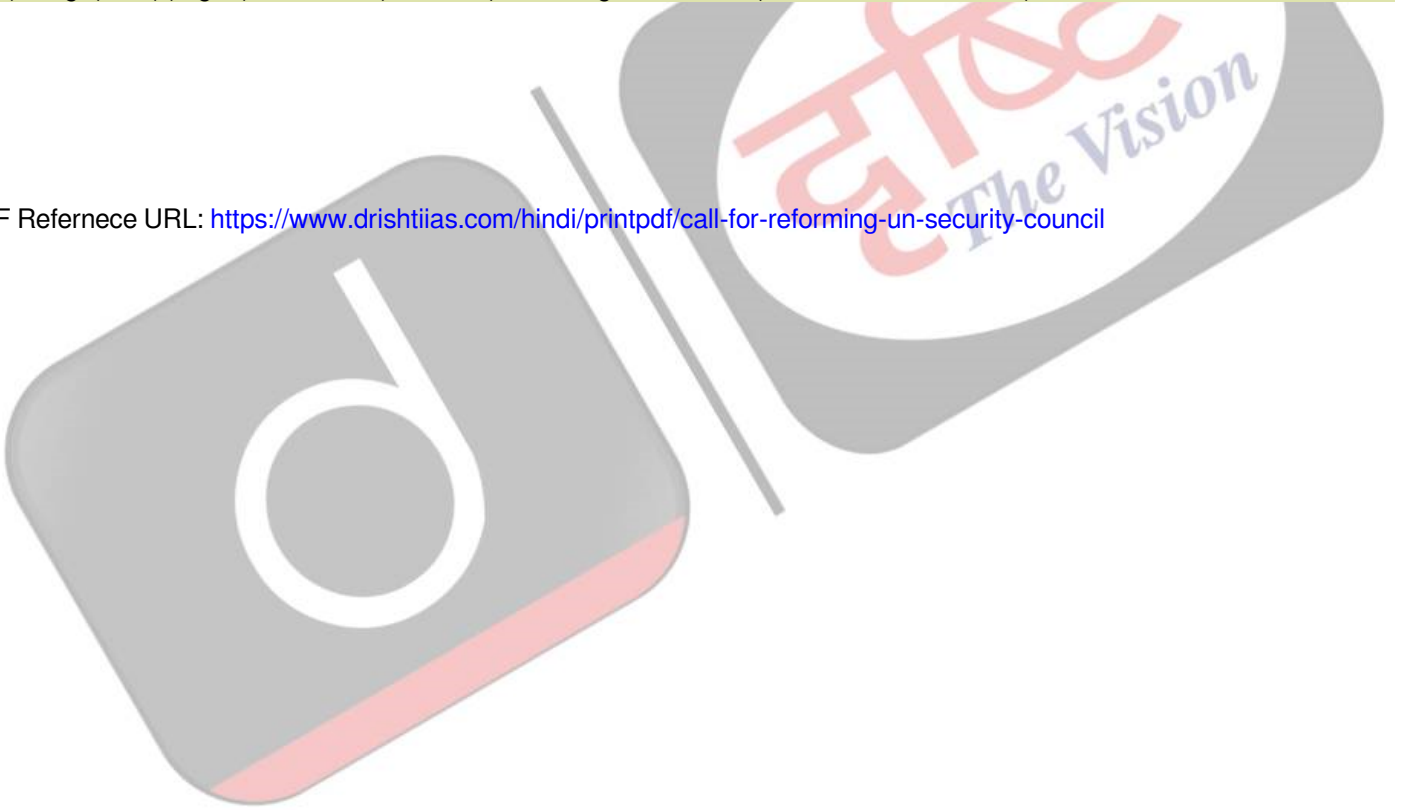 दृष्टि
The Vision
F Refernece URL: https://www.drishtiias.com/hindi/printpdf/call-for-reforming-un-security-council
d